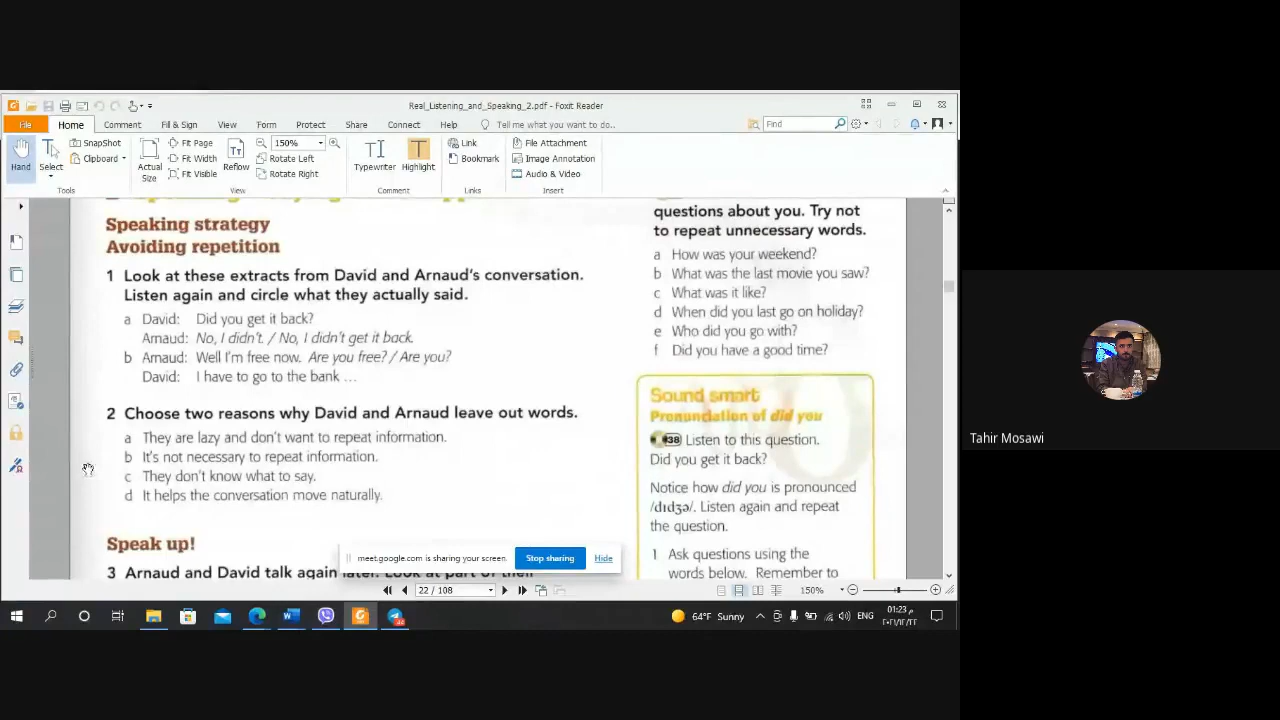 Real_Listening_and_Speaking_2.pdf - Foxit Reader
File Home Comment Fill & Sign View Form Protect Share Connect Help Tell me what you want to do.. Find
Hand
Select
SnapShot
Clipboard
Tools
Actual Size
Fit Page
Fit Width
Fit Visible
Reflow
150%
Rotate Left
Rotate Right
View
Typewriter
Highlight
Comment
Link
Bookmark
Links
File Attachment
Image Annotation
Audio & Video
Insert
Speaking strategy
Avoiding repetition
1 Look at these extracts from David and Arnaud's conversation.
Listen again and circle what they actually said.
a David: Did you get it back?
Arnaud: No, I didn't. / No, I didn't get it back.
b Arnaud: Well I'm free now. Are you free? / Are you?
David: I have to go to the bank ...
2 Choose two reasons why David and Arnaud leave out words.
a They are lazy and don't want to repeat information.
b It's not necessary to repeat information.
c They don't know what to say.
d It helps the conversation move naturally.
Speak up!
3 Arnaud and David talk again later. Look at part of their
questions about you. Try not
to repeat unnecessary words.
a How was your weekend?
b What was the last movie you saw?
c What was it like?
d When did you last go on holiday?
e Who did you go with?
f Did you have a good time?
Sound smart
Pronunciation of did you
38 Listen to this question.
Did you get it back?
Notice how did you is pronounced
/dɪdʒə/. Listen again and repeat
the question.
1 Ask questions using the
words below. Remember to
meet.google.com is sharing your screen. Stop sharing Hide
22 / 108
150%
64°F Sunny
ENG
01:23 م
Tahir Mosawi